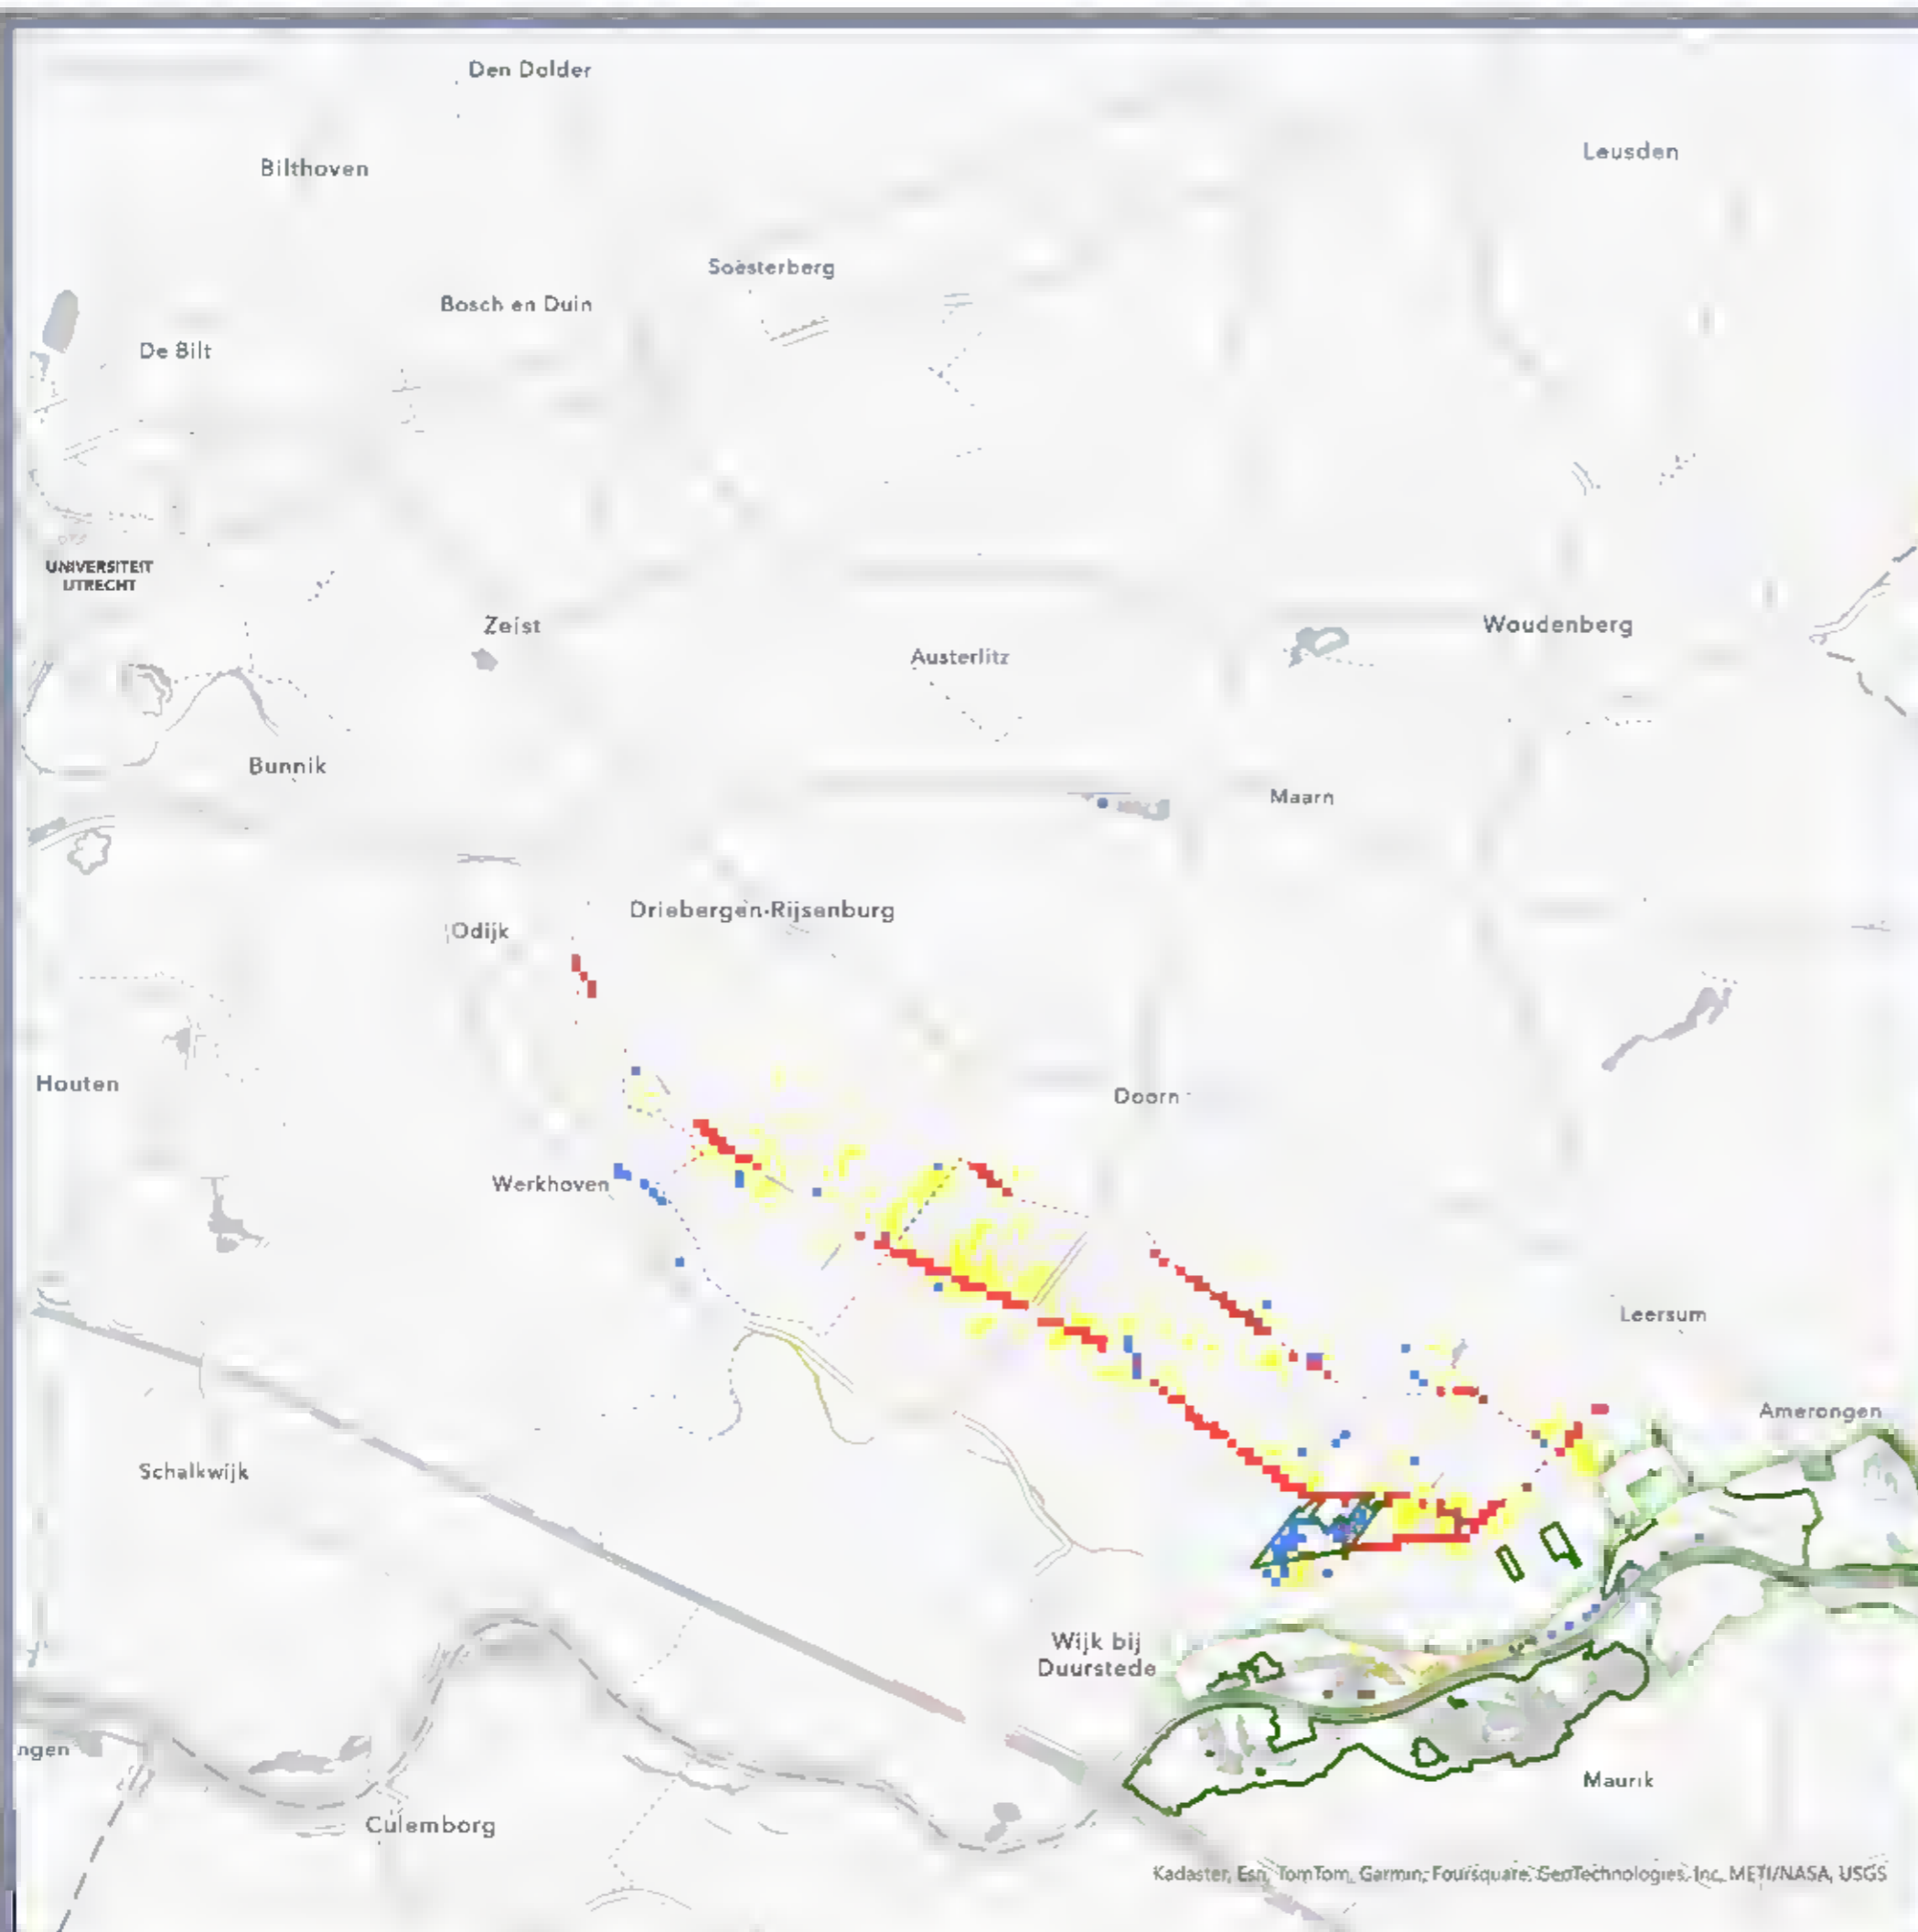 Den Dolder
Leusden
Bilthoven
Soesterberg
Bosch en Duin
De Bilt
UNIVERSITEIT
UTRECHT
Zeist
Woudenberg
Austerlitz
Bunnik
Maarn
Driebergen-Rijsenburg
Odijk
Houten
Doorn
Werkhoven
Leersum
Amerongen
Schalkwijk
Wijk bij
Duurstede
ngen
Maurik
Culemborg
Kadaster, Esri, TomTom, Garmin, Foursquare, GeoTechnologies, Inc, METI/NASA, USGS